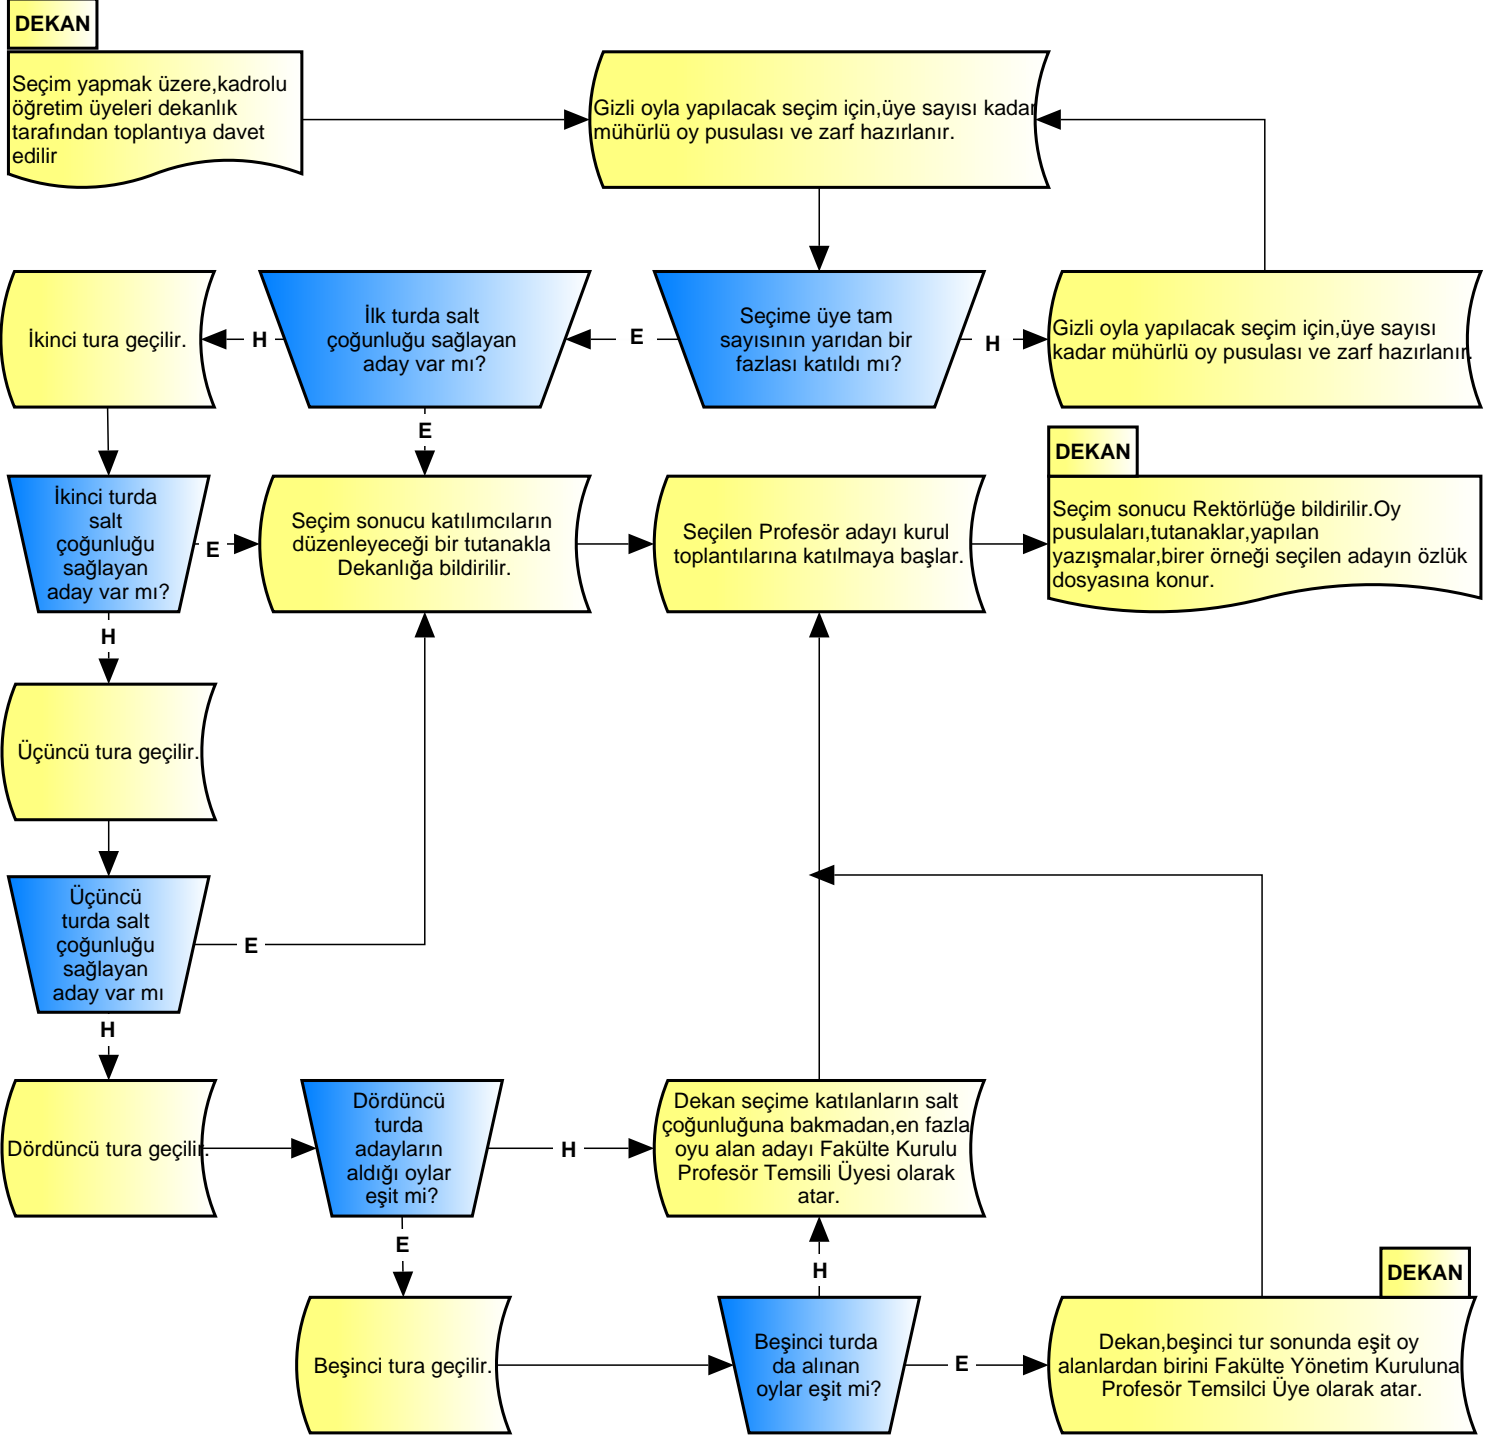 DEKAN
Seçim yapmak üzere,kadrolu
öğretim üyeleri dekanlık
tarafından toplantıya davet
edilir
Gizli oyla yapılacak seçim için,üye sayısı kadar
mühürlü oy pusulası ve zarf hazırlanır.
İkinci tura geçilir.
H
İlk turda salt
çoğunluğu sağlayan
aday var mı?
E
Seçime üye tam
sayısının yarıdan bir
fazlası katıldı mı?
H
Gizli oyla yapılacak seçim için,üye sayısı
kadar mühürlü oy pusulası ve zarf hazırlanır.
E
DEKAN
İkinci turda
salt
çoğunluğu
sağlayan
aday var mı?
E
Seçim sonucu katılımcıların
düzenleyeceği bir tutanakla
Dekanlığa bildirilir.
Seçilen Profesör adayı kurul
toplantılarına katılmaya başlar.
Seçim sonucu Rektörlüğe bildirilir.Oy
pusulaları,tutanaklar,yapılan
yazışmalar,birer örneği seçilen adayın özlük
dosyasına konur.
H
Üçüncü tura geçilir.
Üçüncü
turda salt
çoğunluğu
sağlayan
aday var mı
E
H
Dördüncü tura geçilir.
Dördüncü
turda
adayların
aldığı oylar
eşit mi?
H
Dekan seçime katılanların salt
çoğunluğuna bakmadan,en fazla
oyu alan adayı Fakülte Kurulu
Profesör Temsili Üyesi olarak
atar.
E
H
DEKAN
Beşinci tura geçilir.
Beşinci turda
da alınan
oylar eşit mi?
E
Dekan,beşinci tur sonunda eşit oy
alanlardan birini Fakülte Yönetim Kuruluna
Profesör Temsilci Üye olarak atar.